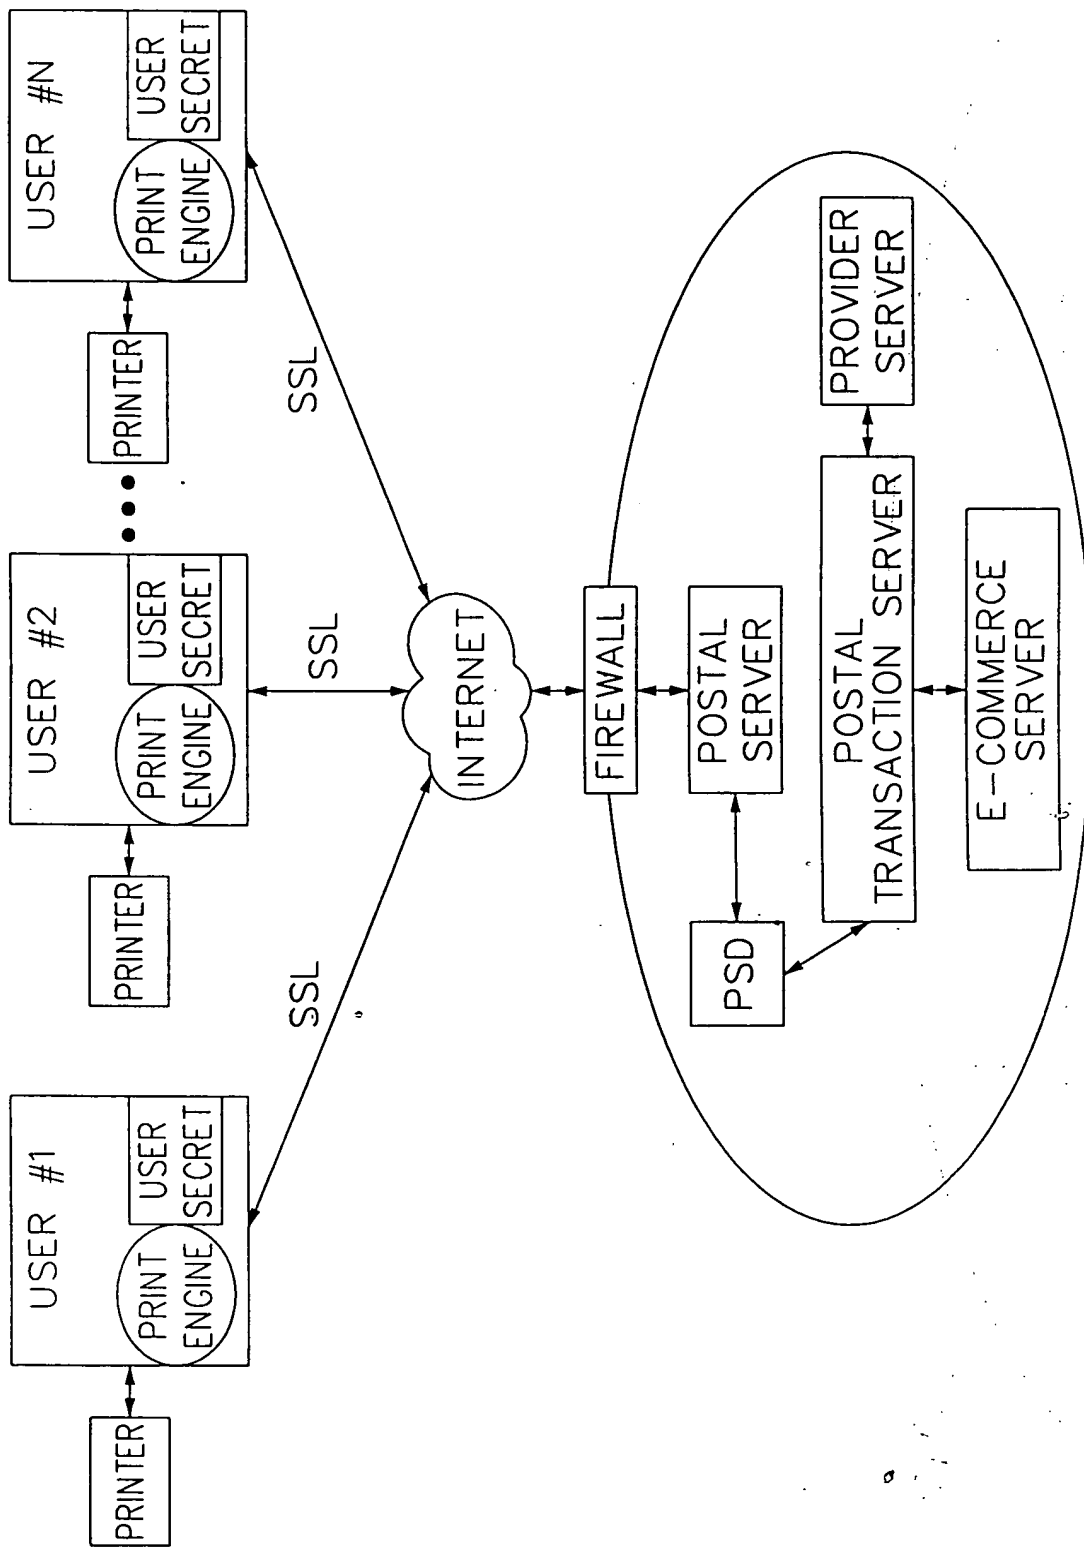 USER #1
PRINT
ENGINE
USER
SECRET
PRINTER
USER #2
PRINT
ENGINE
USER
SECRET
PRINTER
USER #N
PRINT
ENGINE
USER
SECRET
PRINTER
SSL
SSL
SSL
INTERNET
FIREWALL
POSTAL
SERVER
PSD
POSTAL
TRANSACTION SERVER
PROVIDER
SERVER
E-COMMERCE
SERVER